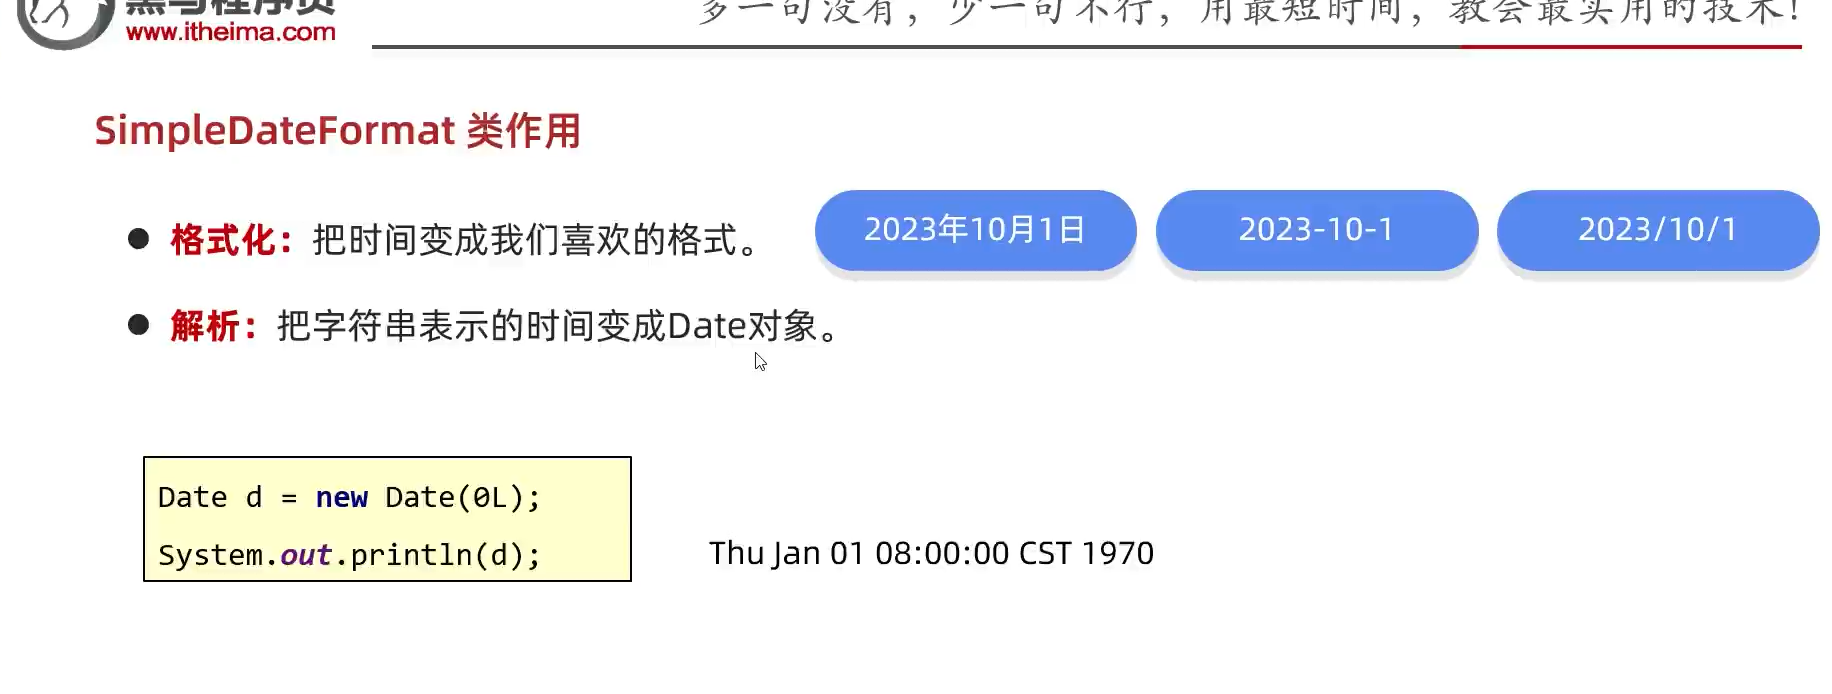 黑马程序员
www.itheima.com
多一句没有，少一句不行，用最短时间，教会最实用的技术！
SimpleDateFormat 类作用
● 格式化：把时间变成我们喜欢的格式。
2023年10月1日
2023-10-1
2023/10/1
● 解析：把字符串表示的时间变成Date对象。
Date d = new Date(0L);
System.out.println(d);
Thu Jan 01 08:00:00 CST 1970